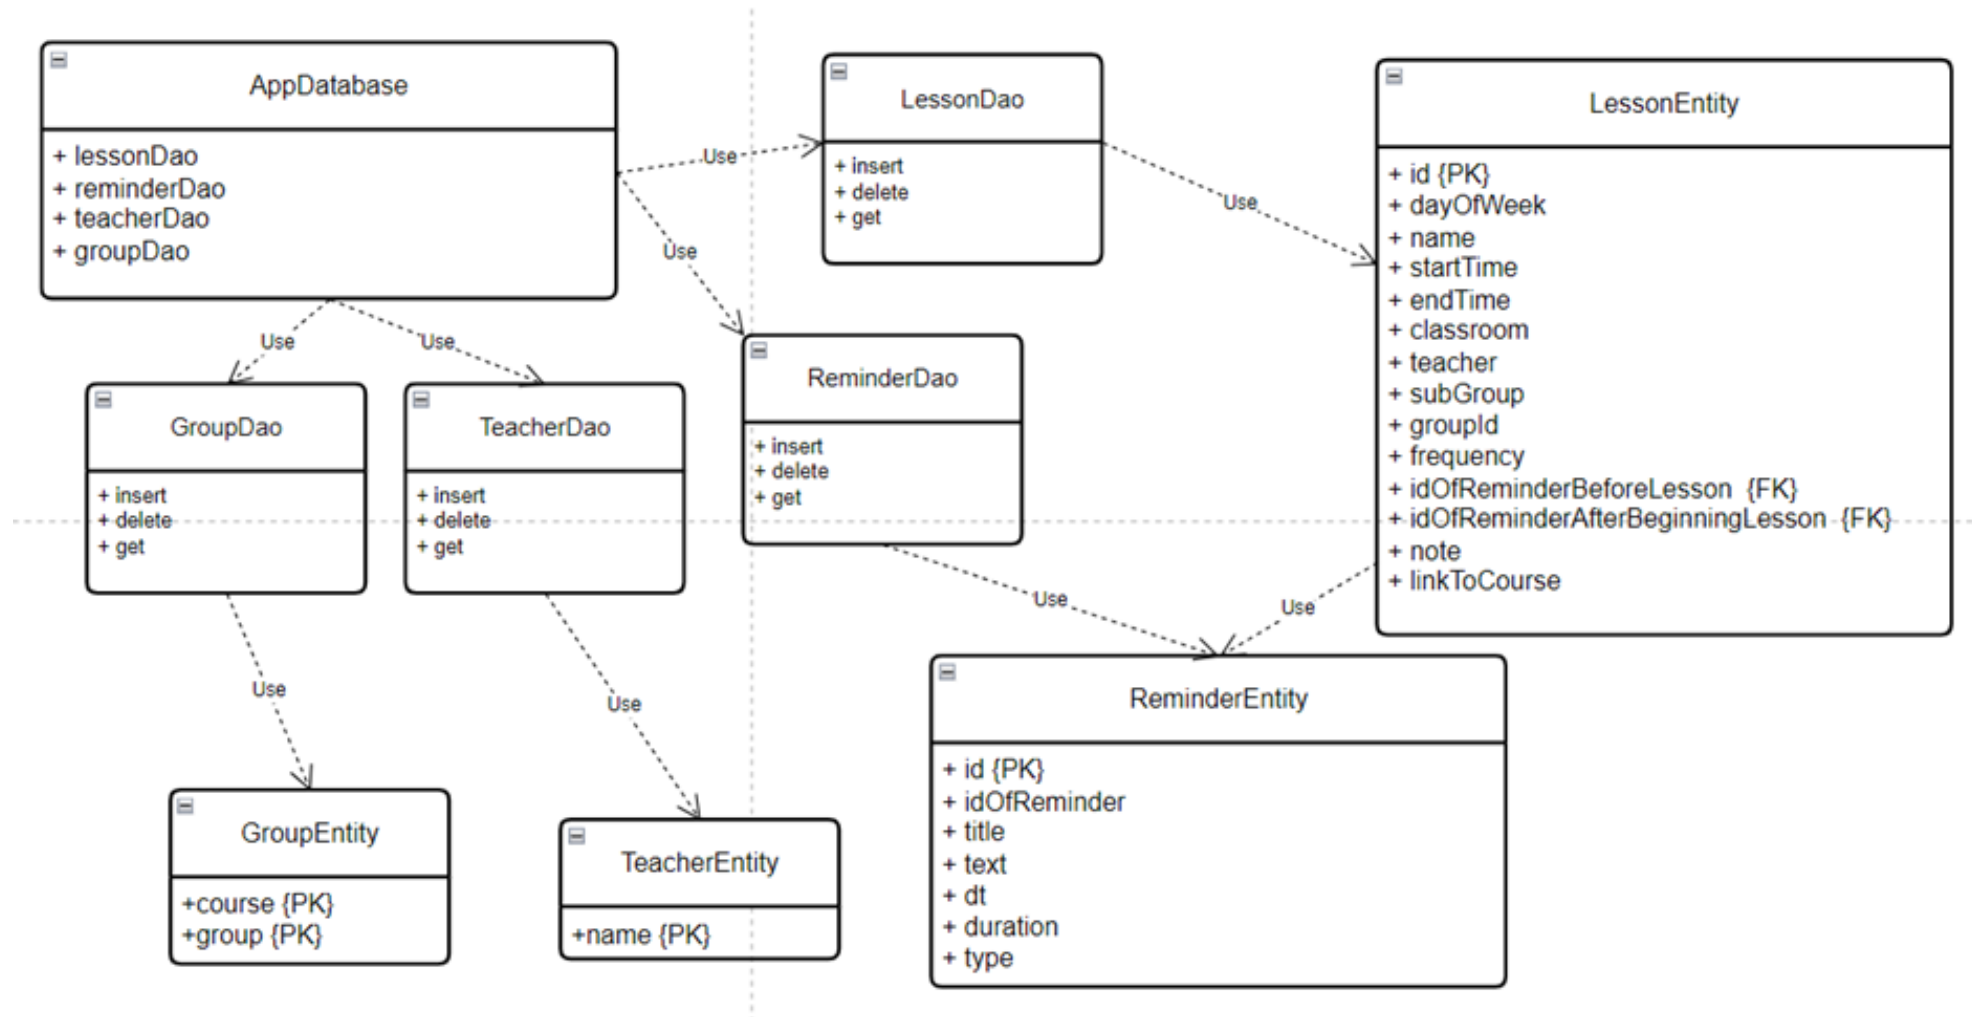 AppDatabase
+ lessonDao
+ reminderDao
+ teacherDao
+ groupDao
LessonDao
+ insert
+ delete
+ get
LessonEntity
+ id {PK}
+ dayOfWeek
+ name
+ startTime
+ endTime
+ classroom
+ teacher
+ subGroup
+ groupId
+ frequency
+ idOfReminderBeforeLesson {FK}
+ idOfReminderAfterBeginningLesson {FK}
+ note
+ linkToCourse
Use
Use
Use
Use
Use
GroupDao
+ insert
+ delete
+ get
TeacherDao
+ insert
+ delete
+ get
ReminderDao
+ insert
+ delete
+ get
Use
Use
Use
Use
GroupEntity
+course {PK}
+group {PK}
TeacherEntity
+name {PK}
ReminderEntity
+ id {PK}
+ idOfReminder
+ title
+ text
+ dt
+ duration
+ type